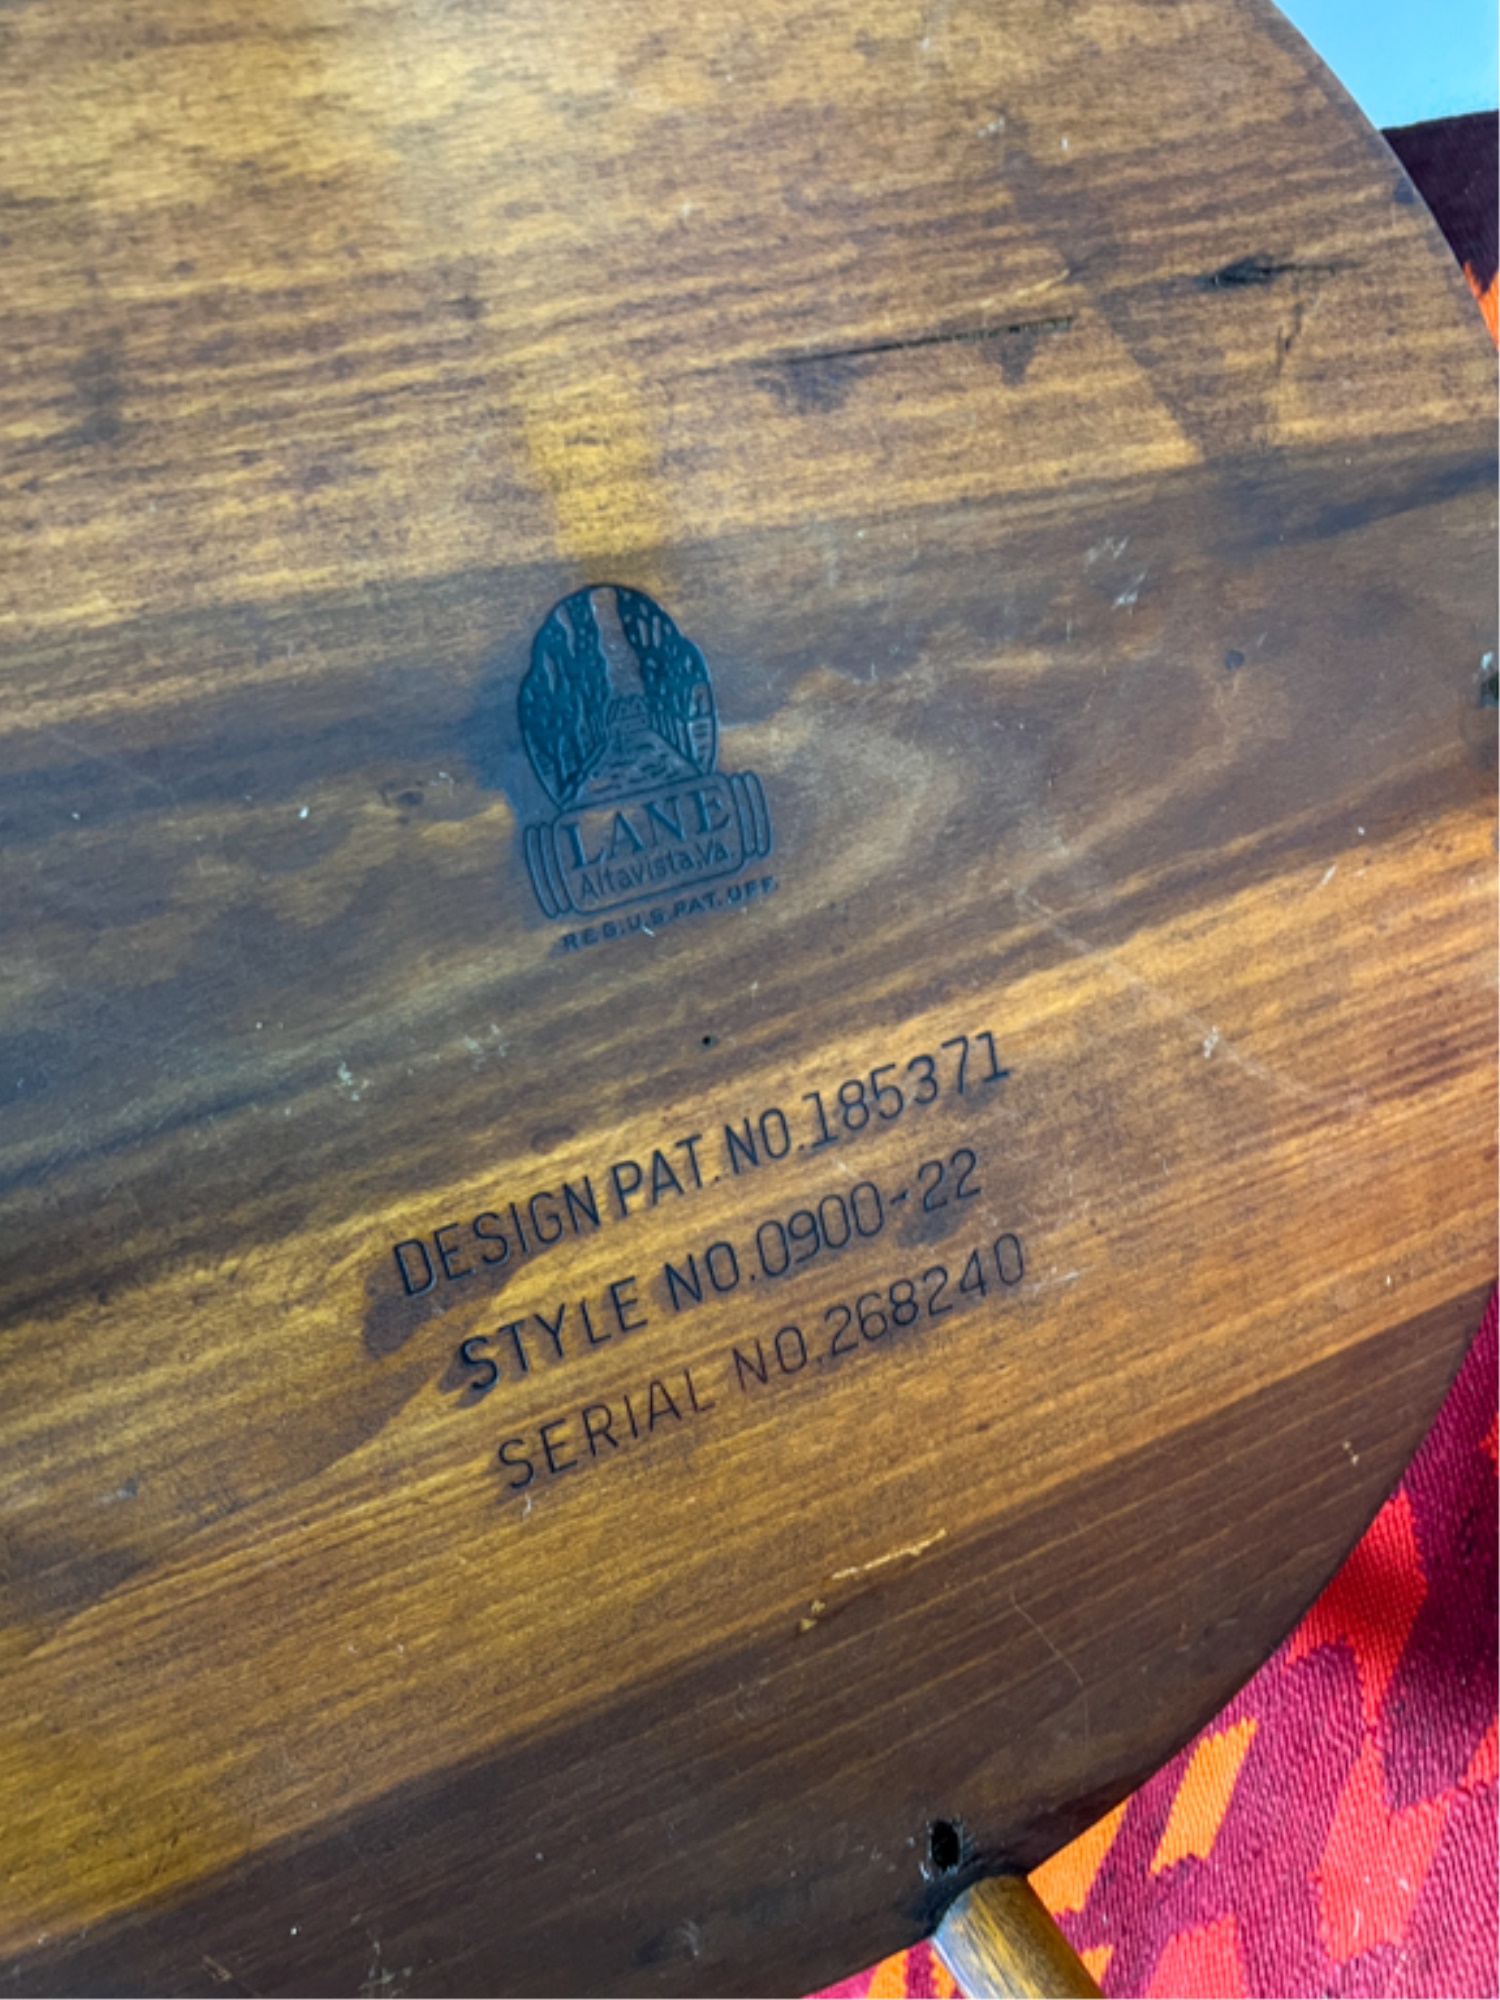 LANE
Altavista, Va.
REG. U.S. PAT. OFF.
DESIGN PAT. NO. 185371
STYLE NO. 0900-22
SERIAL NO. 268240